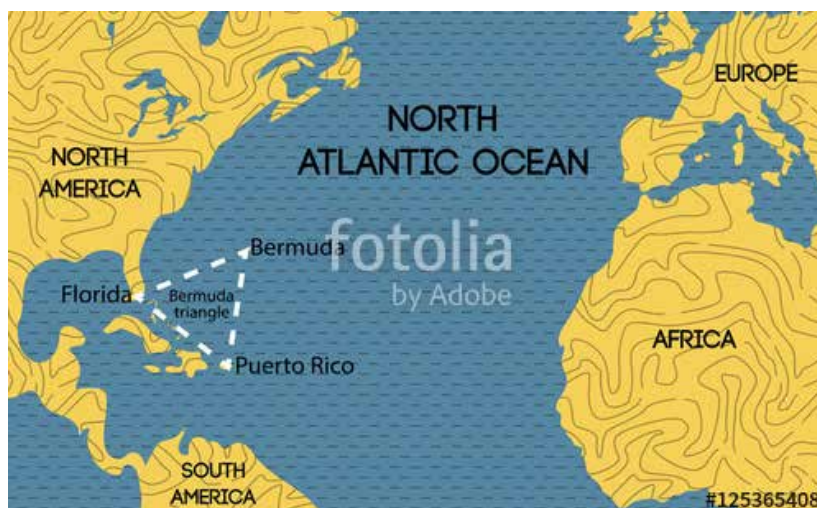 EUROPE
NORTH
ATLANTIC OCEAN
NORTH
AMERICA
Bermuda
fotolia
by Adobe
Florida
Bermuda
triangle
Puerto Rico
AFRICA
SOUTH
AMERICA
#125365408